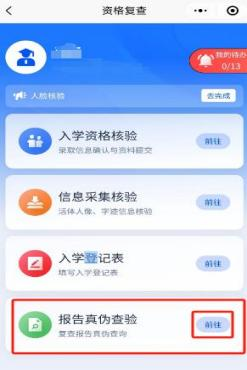 资格复查
我的待办
0/13
人脸核验
去完成
入学资格核验
录取信息确认与资料提交
前往
信息采集核验
活体人像、字迹信息核验
前往
入学登记表
填写入学登记表
前往
报告真伪查验
复查报告真伪查询
前往